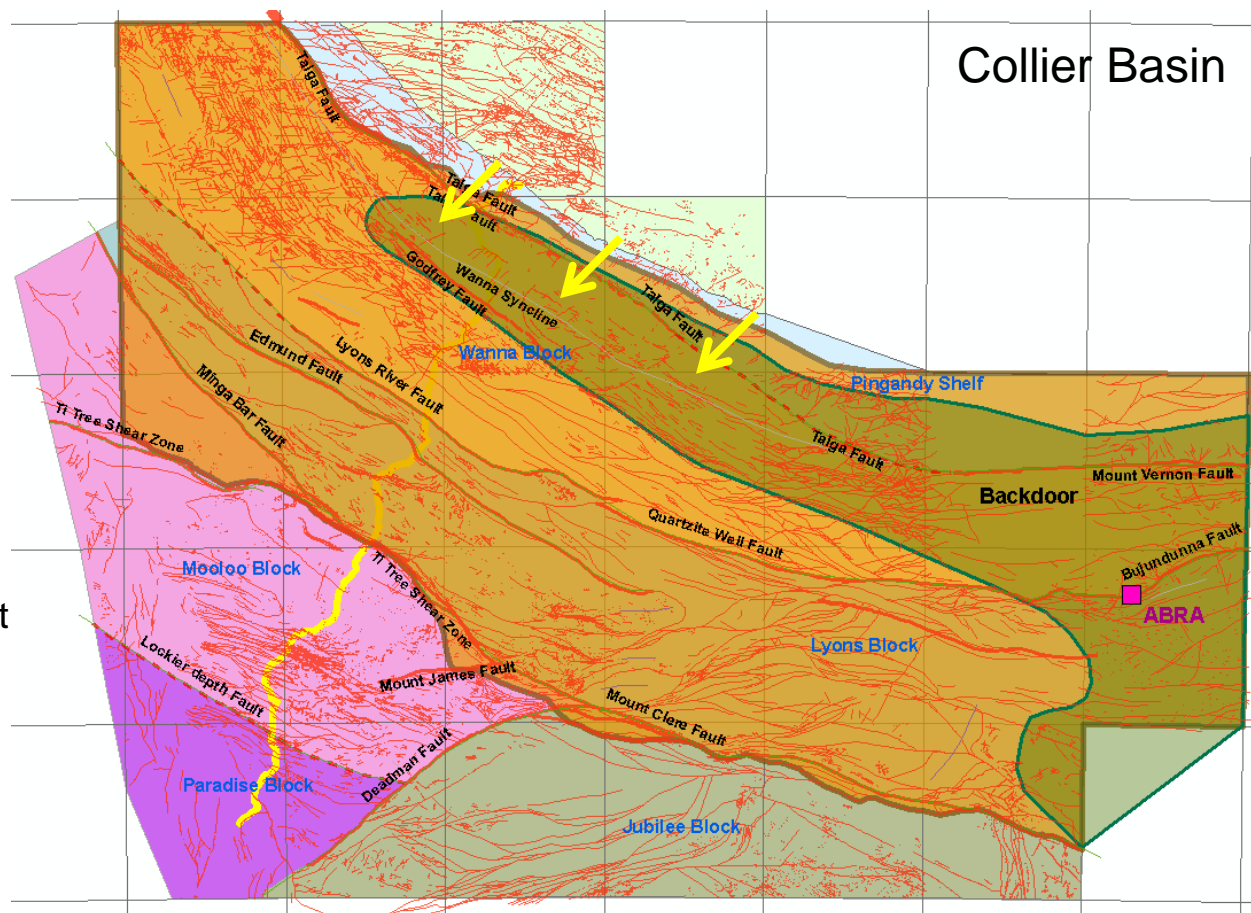 Collier Basin
Talga Fault
Talga Fault
Talga Fault
Godfrey Fault
Wanna Syncline
Talga Fault
Wanna Block
Pingandy Shelf
Edmund Fault
Lyons River Fault
Minga Bar Fault
Ti Tree Shear Zone
Talga Fault
Mount Vernon Fault
Backdoor
Quartzite Well Fault
Bujundunna Fault
Mooloo Block
Ti Tree Shear Zone
ABRA
t
Lyons Block
Lockier depth Fault
Mount James Fault
Mount Clere Fault
Deadman Fault
Paradise Block
Jubilee Block